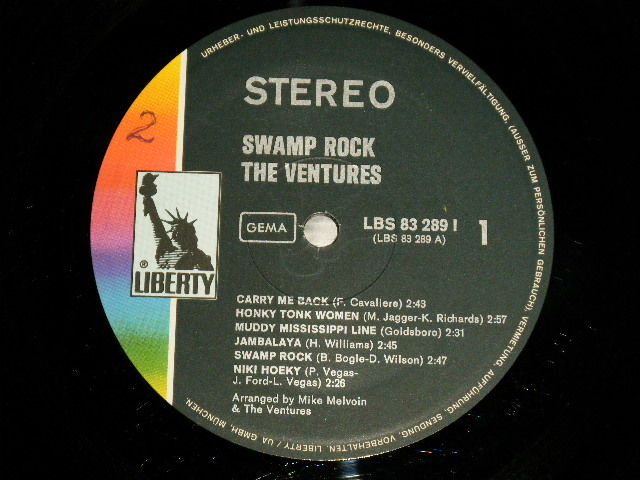 URHEBER- UND LEISTUNGSSCHUTZRECHTE, BESONDERS VERVIELFÄLTIGUNG, (AUSSER ZUM PERSÖNLICHEN GEBRAUCH), VERMIETUNG, AUFFÜHRUNG, SENDUNG, VORBEHALTEN. LIBERTY / UA GMBH, MÜNCHEN.
STEREO
2
SWAMP ROCK
THE VENTURES
GEMA
LBS 83 289 I
1
(LBS 83 289 A)
® LIBERTY
CARRY ME BACK (F. Cavaliere) 2:43
HONKY TONK WOMEN (M. Jagger-K. Richards) 2:57
MUDDY MISSISSIPPI LINE (Goldsboro) 2:31
JAMBALAYA (H. Williams) 2:45
SWAMP ROCK (B. Bogle-D. Wilson) 2:47
NIKI HOEKY (P. Vegas-
J. Ford-L. Vegas) 2:26
Arranged by Mike Melvoin
& The Ventures